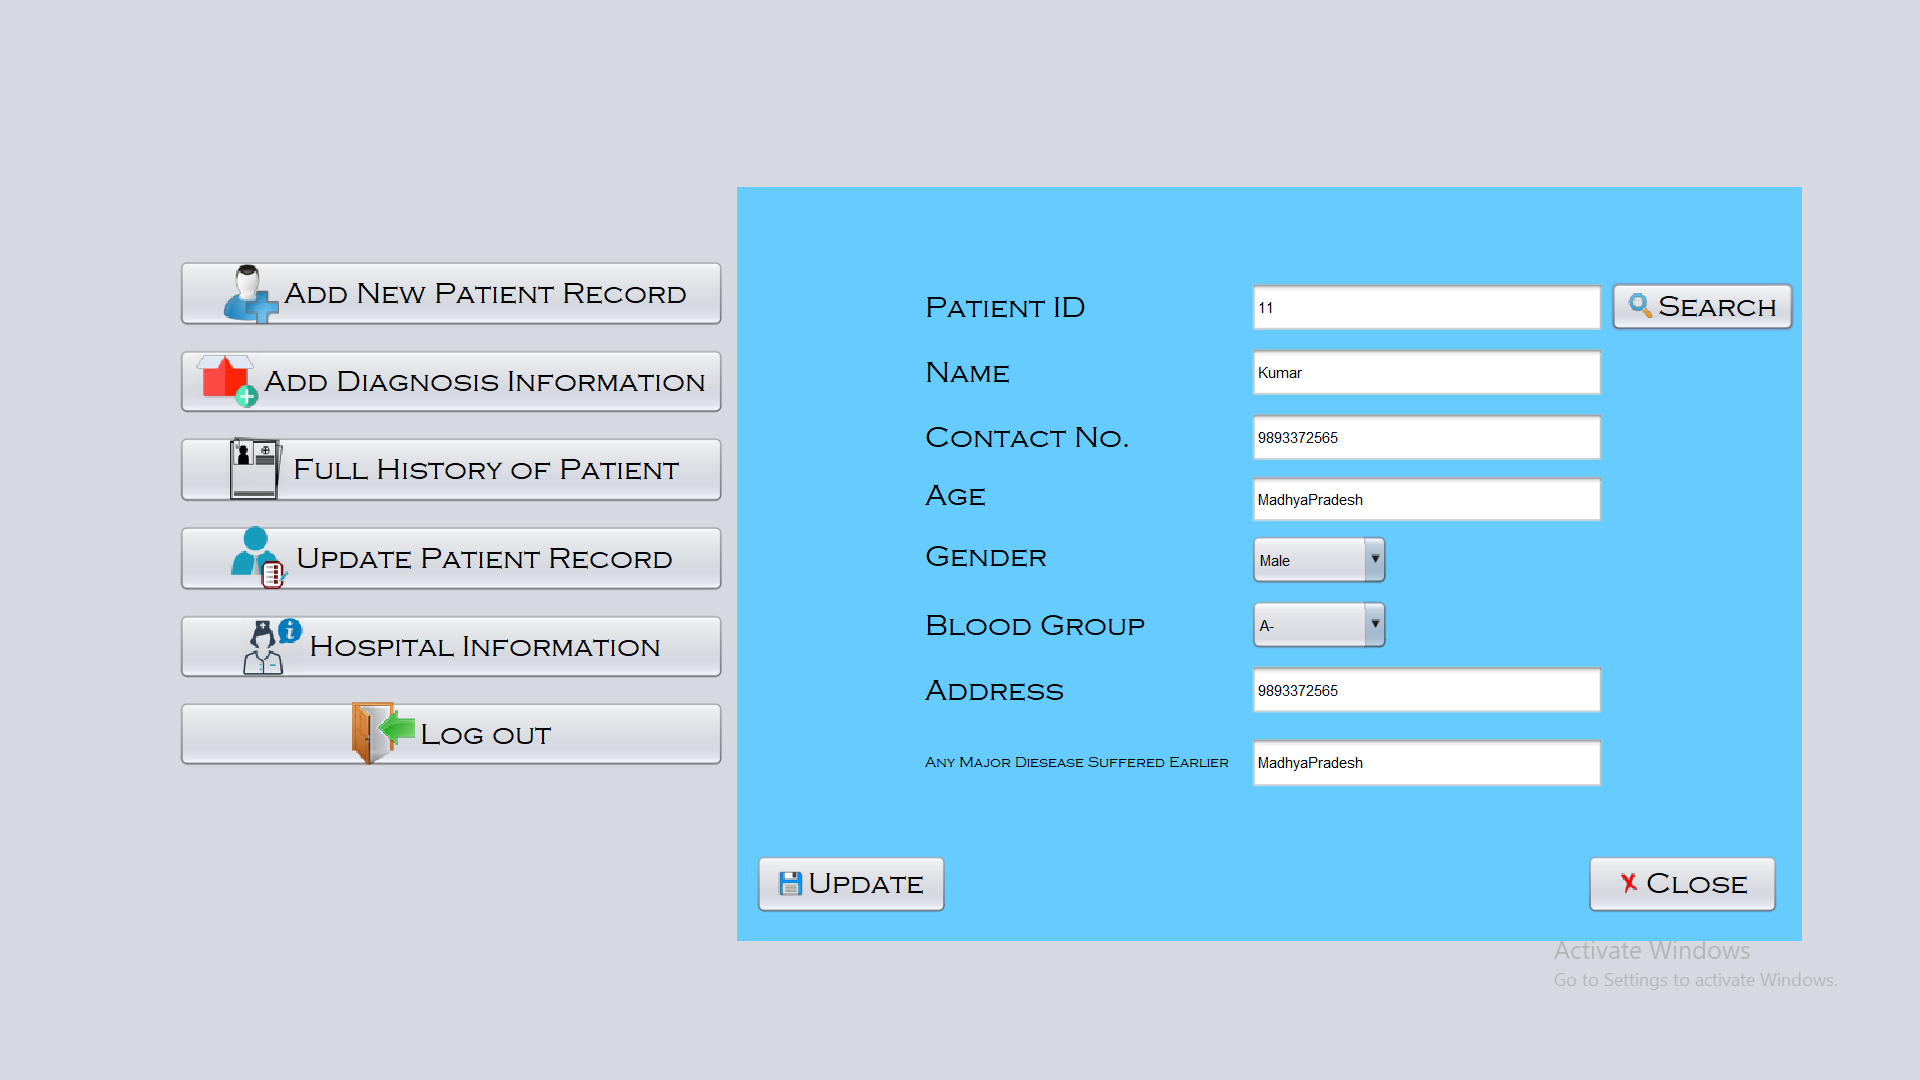 Add New Patient Record
Add Diagnosis Information
Full History of Patient
Update Patient Record
Hospital Information
Log out
Patient ID 11 Search
Name Kumar
Contact No. 9893372565
Age MadhyaPradesh
Gender Male
Blood Group A-
Address 9893372565
Any Major Diesease Suffered Earlier MadhyaPradesh
Update Close
Activate Windows
Go to Settings to activate Windows.